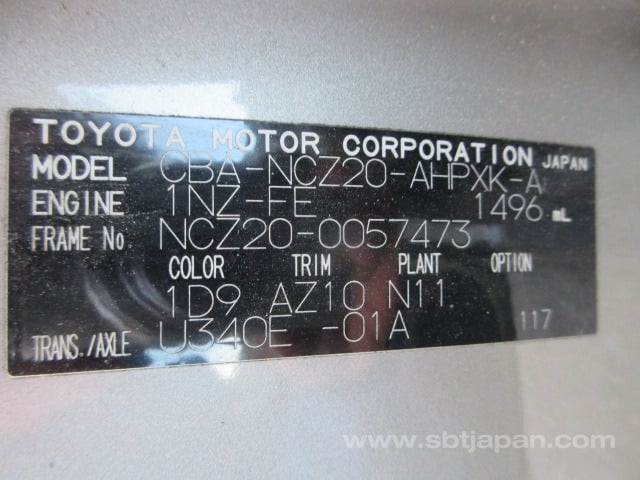 TOYOTA MOTOR CORPORATION JAPAN
MODEL CBA-NCZ20-AHPXK-A
ENGINE 1NZ-FE 1496 mL
FRAME No. NCZ20-0057473
COLOR TRIM PLANT OPTION
1D9 AZ10 N11
TRANS./AXLE U340E -01A 117
www.sbtjapan.com